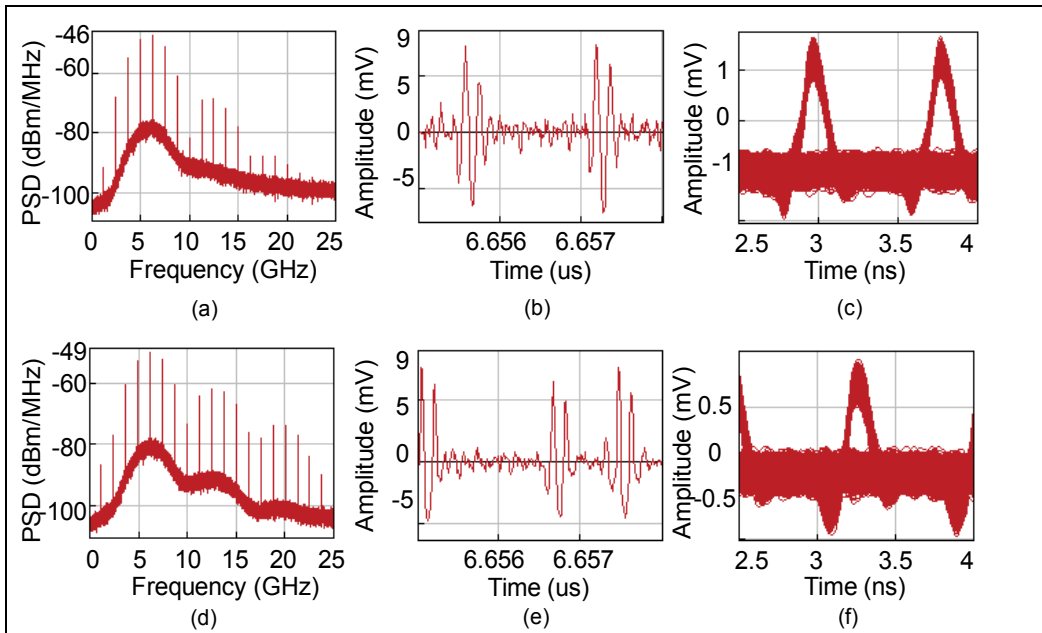 -46
-60
-80
-100
PSD (dBm/MHz)
0 5 10 15 20 25
Frequency (GHz)
(a)
9
5
0
-5
Amplitude (mV)
6.656 6.657
Time (us)
(b)
1
0
-1
Amplitude (mV)
2.5 3 3.5 4
Time (ns)
(c)
-49
-60
-80
-100
PSD (dBm/MHz)
0 5 10 15 20 25
Frequency (GHz)
(d)
9
5
0
-5
Amplitude (mV)
6.656 6.657
Time (us)
(e)
0.5
0
-0.5
Amplitude (mV)
2.5 3 3.5 4
Time (ns)
(f)